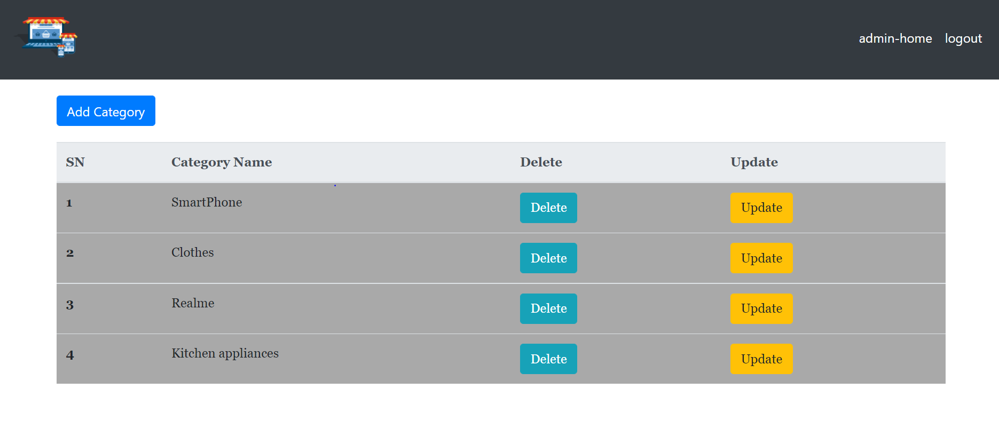 admin-home logout
Add Category
SN Category Name Delete Update
1 SmartPhone Delete Update
2 Clothes Delete Update
3 Realme Delete Update
4 Kitchen appliances Delete Update